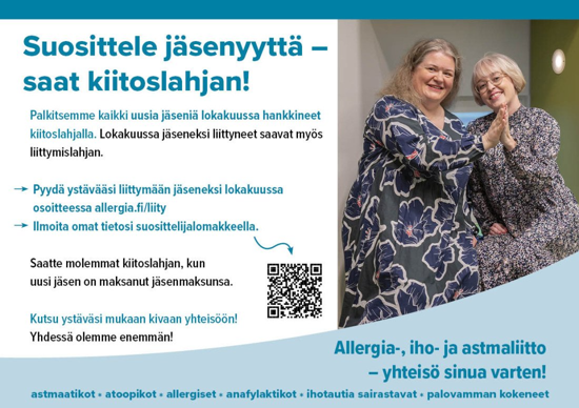 Suosittele jäsenyyttä –
saat kiitoslahjan!
Palkitsemme kaikki uusia jäseniä lokakuussa hankkineet
kiitoslahjalla. Lokakuussa jäseneksi liittyneet saavat myös
liittymislahjan.
→ Pyydä ystävääsi liittymään jäseneksi lokakuussa
osoitteessa allergia.fi/liity
→ Ilmoita omat tietosi suosittelijalomakkeella.
Saatte molemmat kiitoslahjan, kun
uusi jäsen on maksanut jäsenmaksunsa.
Kutsu ystäväsi mukaan kivaan yhteisöön!
Yhdessä olemme enemmän!
Allergia-, iho- ja astmaliitto
– yhteisö sinua varten!
astmaatikot • atoopikot • allergiset • anafylaktikot • ihotautia sairastavat • palovamman kokeneet